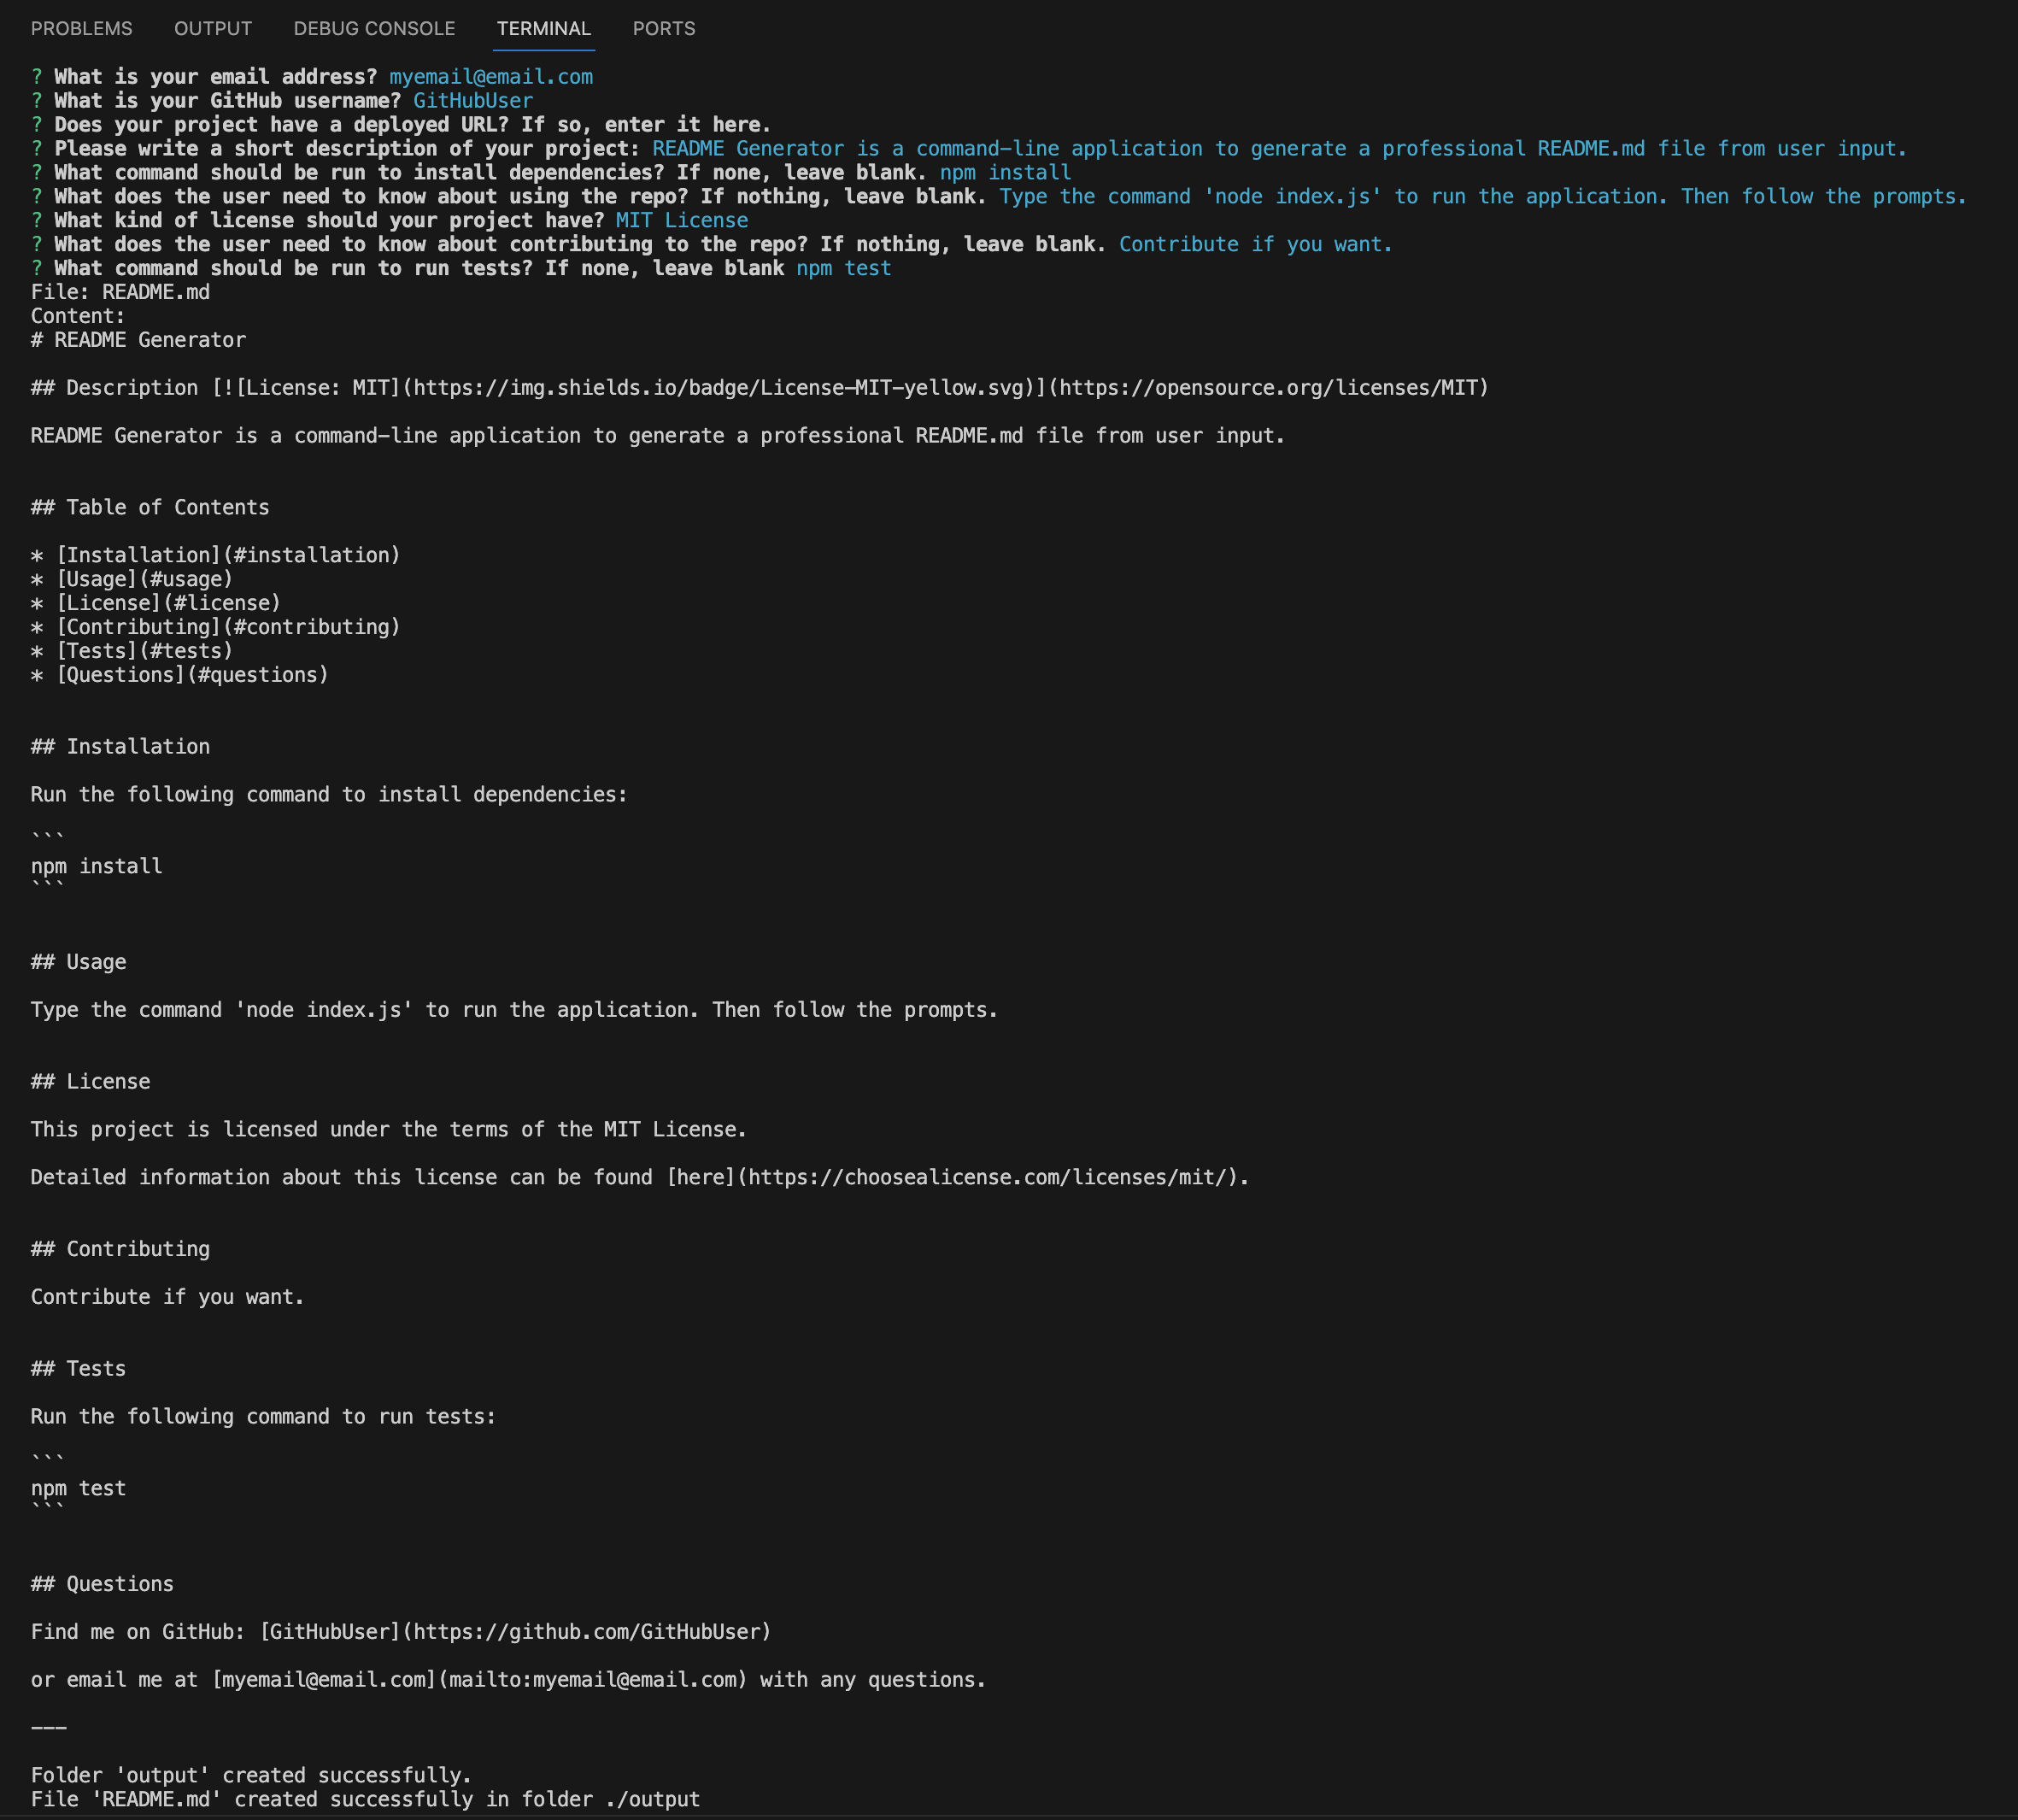 PROBLEMS OUTPUT DEBUG CONSOLE TERMINAL PORTS
? What is your email address? myemail@email.com
? What is your GitHub username? GitHubUser
? Does your project have a deployed URL? If so, enter it here.
? Please write a short description of your project: README Generator is a command-line application to generate a professional README.md file from user input.
? What command should be run to install dependencies? If none, leave blank. npm install
? What does the user need to know about using the repo? If nothing, leave blank. Type the command 'node index.js' to run the application. Then follow the prompts.
? What kind of license should your project have? MIT License
? What does the user need to know about contributing to the repo? If nothing, leave blank. Contribute if you want.
? What command should be run to run tests? If none, leave blank npm test
File: README.md
Content:
# README Generator
## Description [![License: MIT](https://img.shields.io/badge/License-MIT-yellow.svg)](https://opensource.org/licenses/MIT)
README Generator is a command-line application to generate a professional README.md file from user input.
## Table of Contents
* [Installation](#installation)
* [Usage](#usage)
* [License](#license)
* [Contributing](#contributing)
* [Tests](#tests)
* [Questions](#questions)
## Installation
Run the following command to install dependencies:
```
npm install
```
## Usage
Type the command 'node index.js' to run the application. Then follow the prompts.
## License
This project is licensed under the terms of the MIT License.
Detailed information about this license can be found [here](https://choosealicense.com/licenses/mit/).
## Contributing
Contribute if you want.
## Tests
Run the following command to run tests:
```
npm test
```
## Questions
Find me on GitHub: [GitHubUser](https://github.com/GitHubUser)
or email me at [myemail@email.com](mailto:myemail@email.com) with any questions.
---
Folder 'output' created successfully.
File 'README.md' created successfully in folder ./output